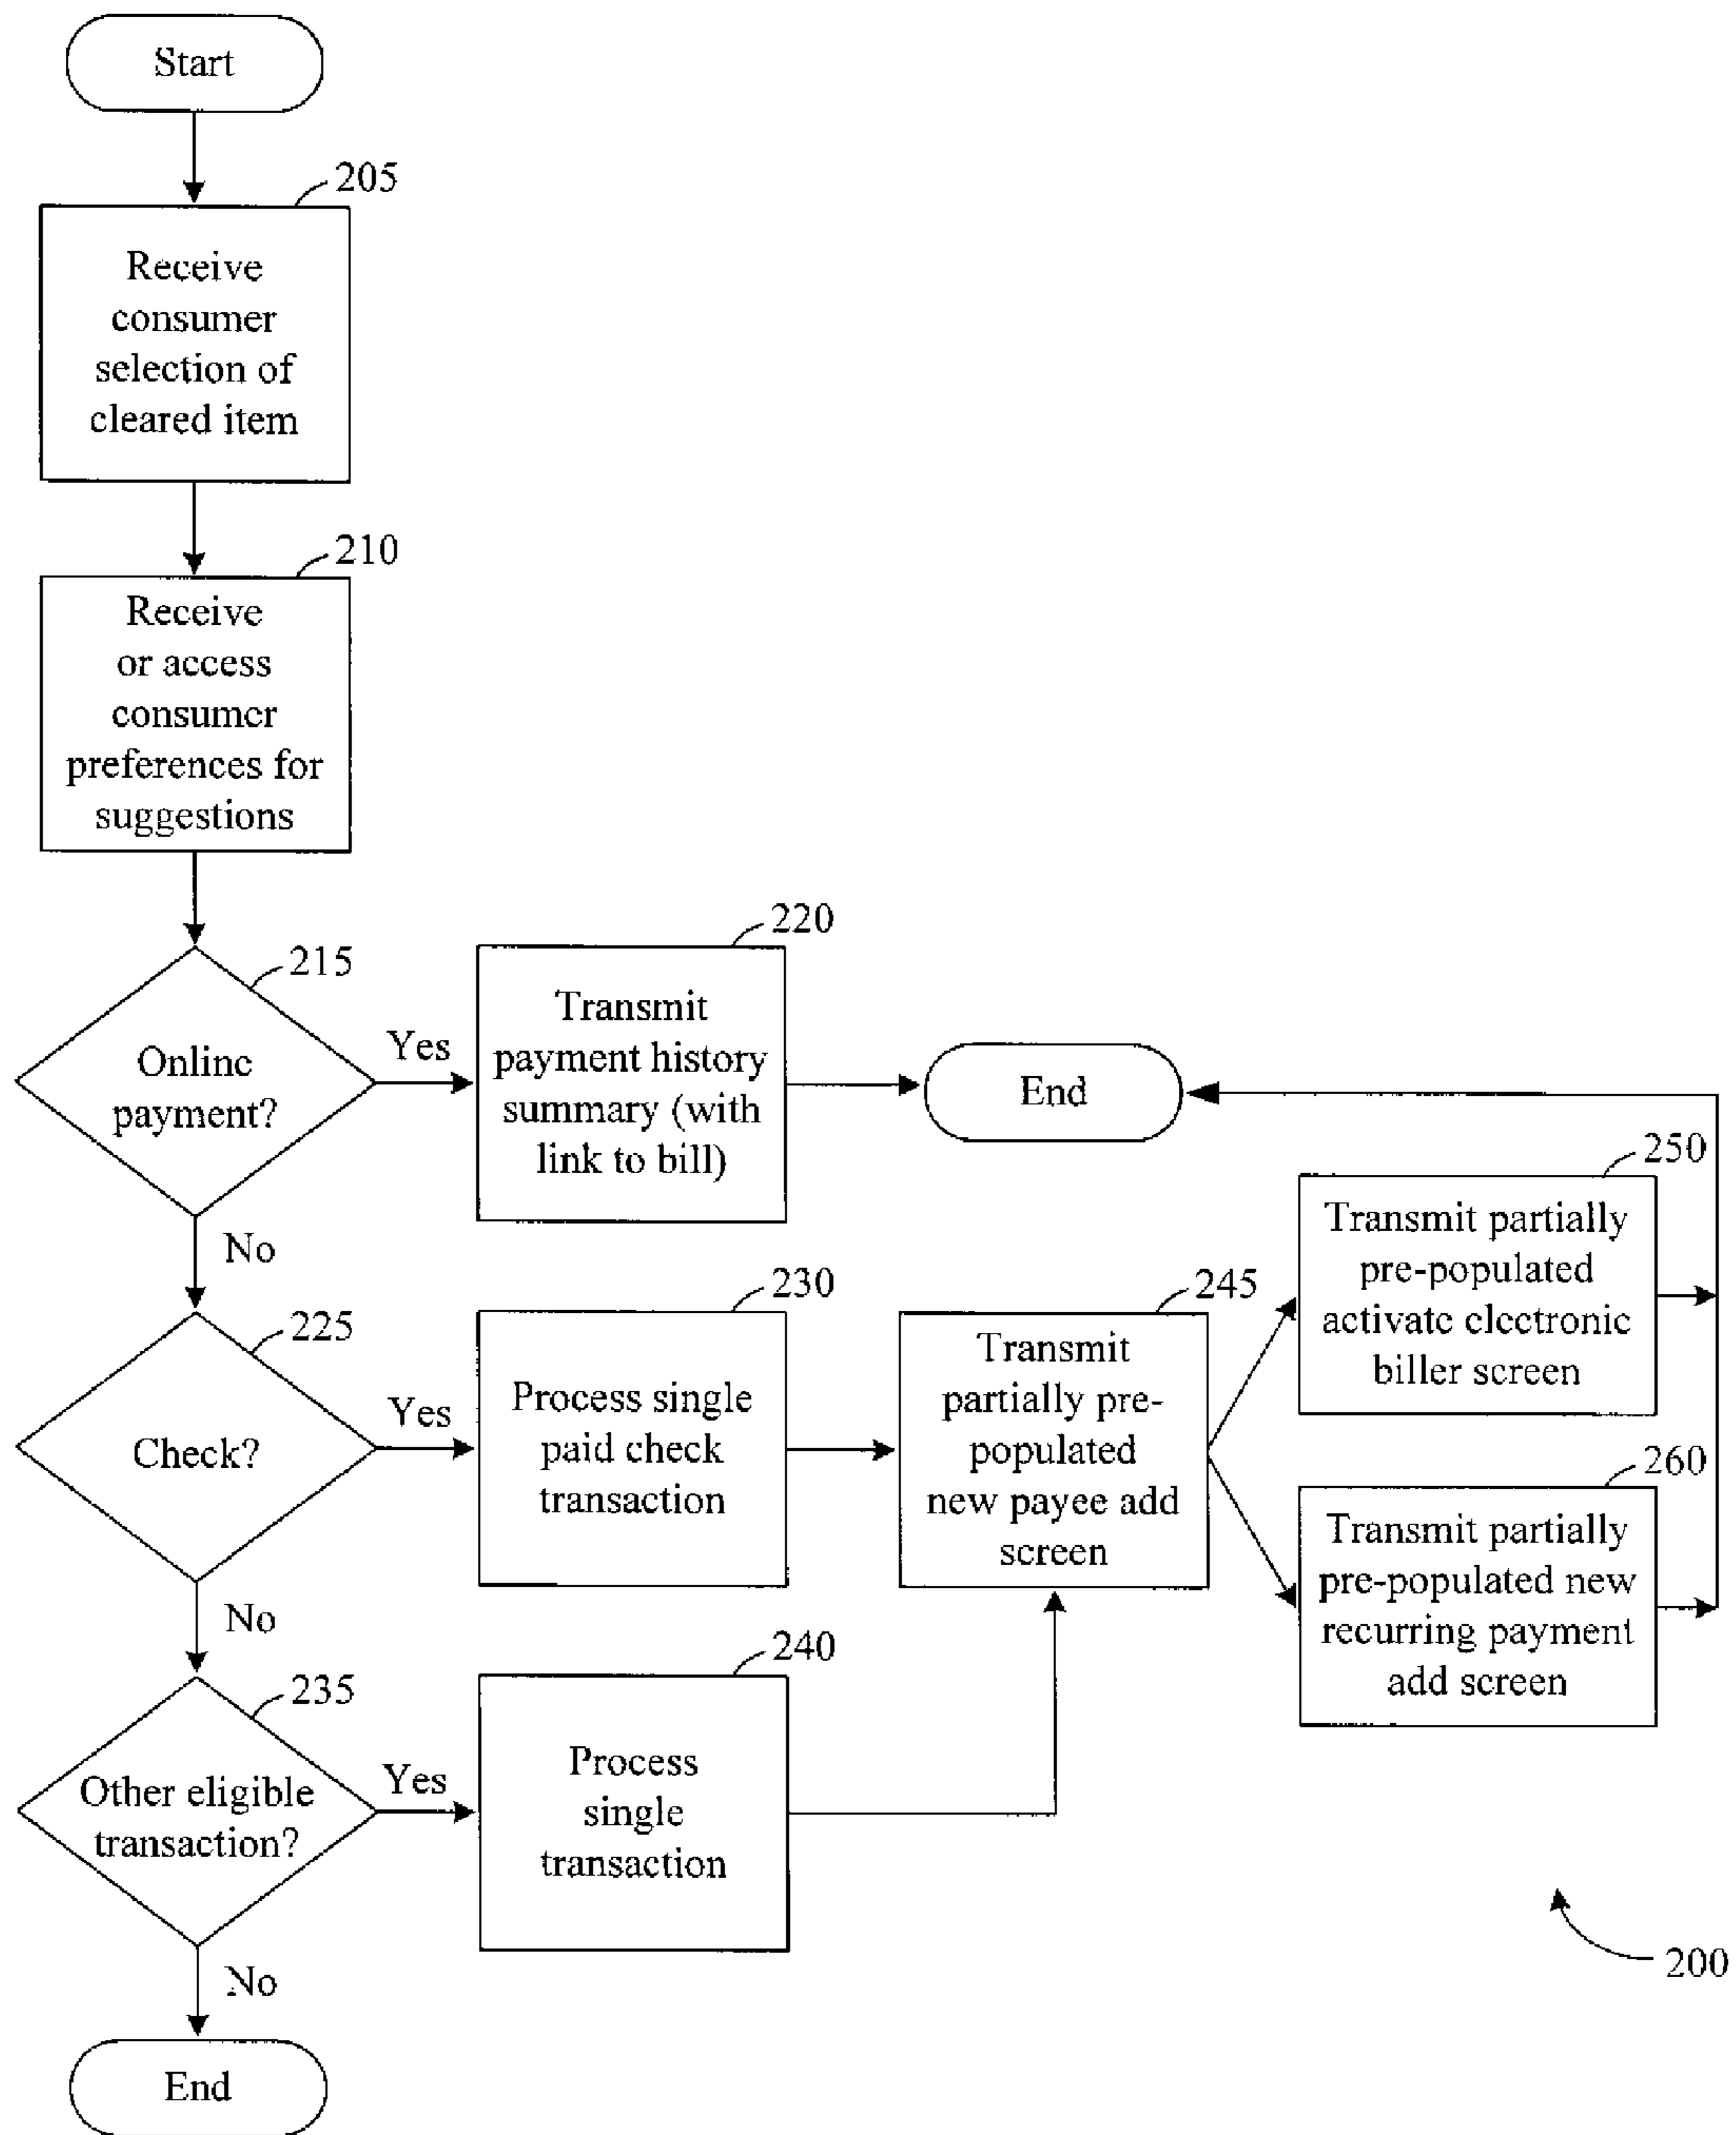 Start
205
Receive
consumer
selection of
cleared item
210
Receive
or access
consumer
preferences for
suggestions
215
Online
payment?
Yes
No
220
Transmit
payment history
summary (with
link to bill)
End
225
Check?
Yes
No
230
Process single
paid check
transaction
245
Transmit
partially pre-
populated
new payee add
screen
250
Transmit partially
pre-populated
activate electronic
biller screen
260
Transmit partially
pre-populated new
recurring payment
add screen
235
Other eligible
transaction?
Yes
No
240
Process
single
transaction
End
200